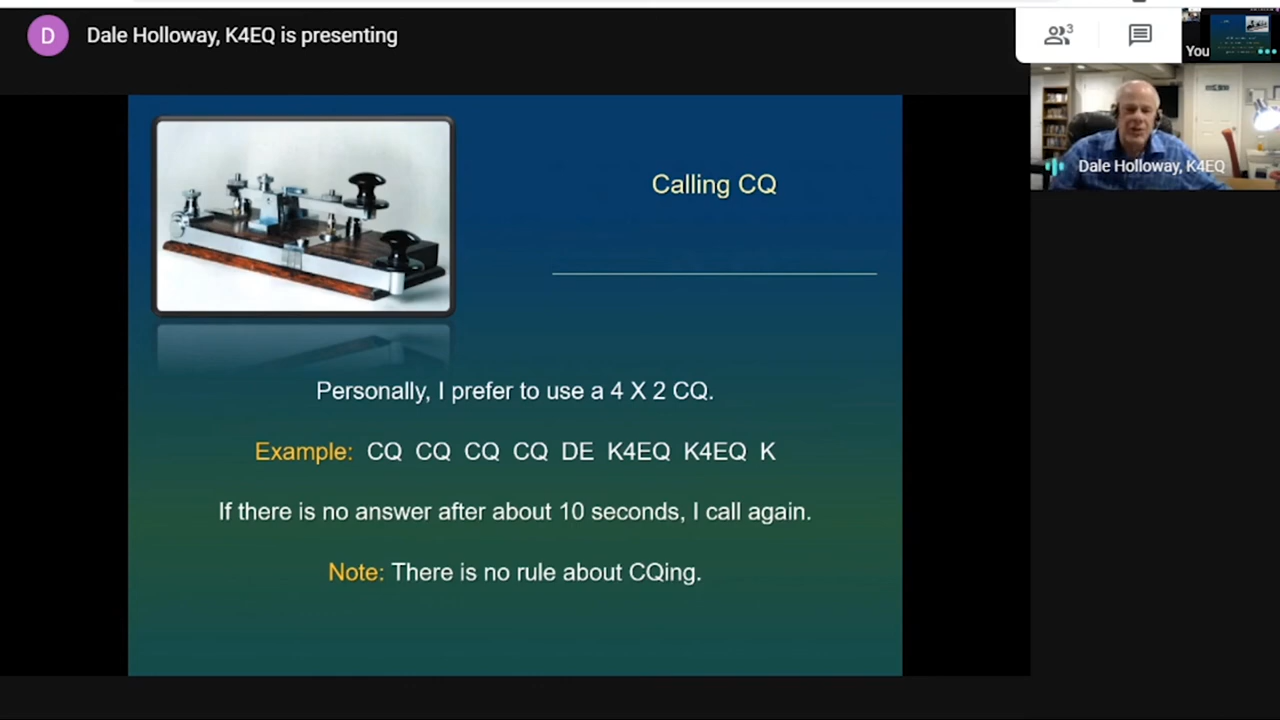 D
Dale Holloway, K4EQ is presenting
3
You
Dale Holloway, K4EQ
Calling CQ
Personally, I prefer to use a 4 X 2 CQ.
Example: CQ CQ CQ CQ DE K4EQ K4EQ K
If there is no answer after about 10 seconds, I call again.
Note: There is no rule about CQing.